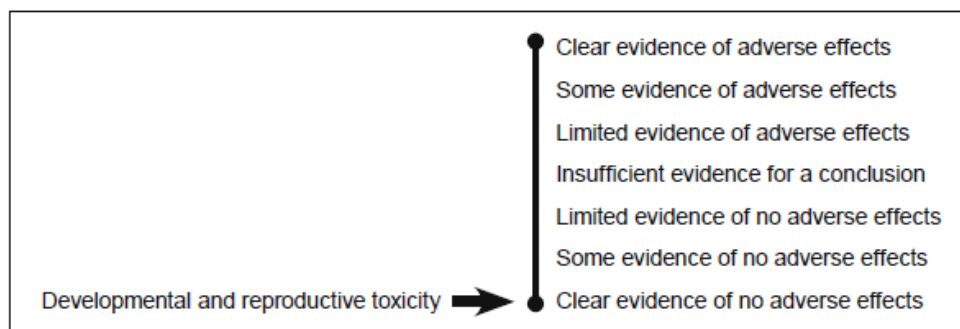 Clear evidence of adverse effects
Some evidence of adverse effects
Limited evidence of adverse effects
Insufficient evidence for a conclusion
Limited evidence of no adverse effects
Some evidence of no adverse effects
Developmental and reproductive toxicity Clear evidence of no adverse effects